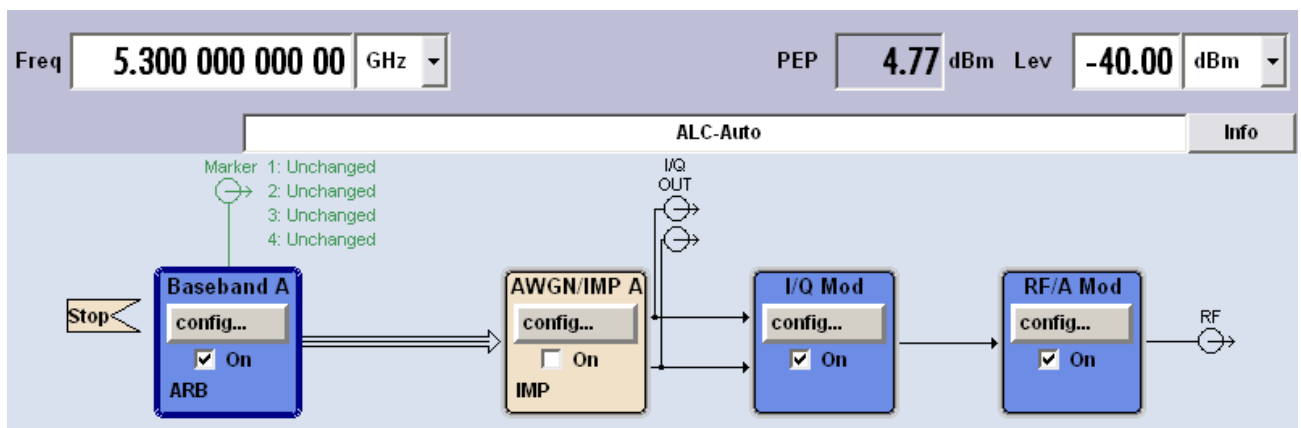 Freq 5.300 000 000 00 GHz PEP 4.77 dBm Lev -40.00 dBm
ALC-Auto Info
Marker 1: Unchanged
2: Unchanged
3: Unchanged
4: Unchanged
I/Q
OUT
Stop
Baseband A
config...
On
ARB
AWGN/IMP A
config...
On
IMP
I/Q Mod
config...
On
RF/A Mod
config...
On
RF